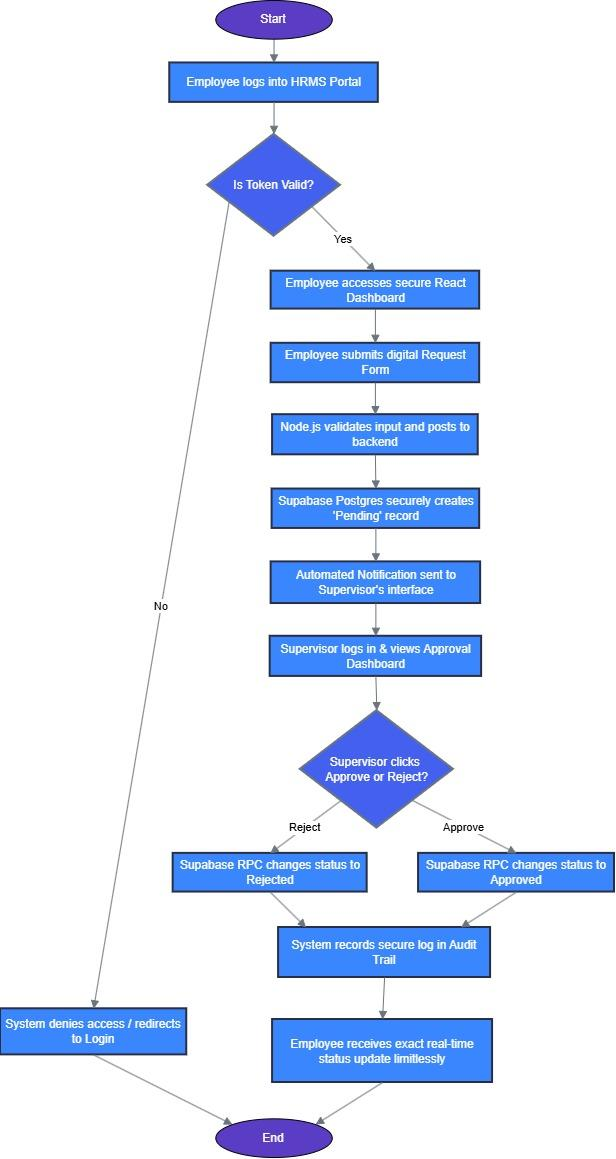 Start
Employee logs into HRMS Portal
Is Token Valid?
Yes
Employee accesses secure React
Dashboard
Employee submits digital Request
Form
Node.js validates input and posts to
backend
Supabase Postgres securely creates
'Pending' record
Automated Notification sent to
Supervisor's interface
No
Supervisor logs in & views Approval
Dashboard
Supervisor clicks
Approve or Reject?
Reject
Approve
Supabase RPC changes status to
Rejected
Supabase RPC changes status to
Approved
System records secure log in Audit
Trail
System denies access / redirects
to Login
Employee receives exact real-time
status update limitlessly
End